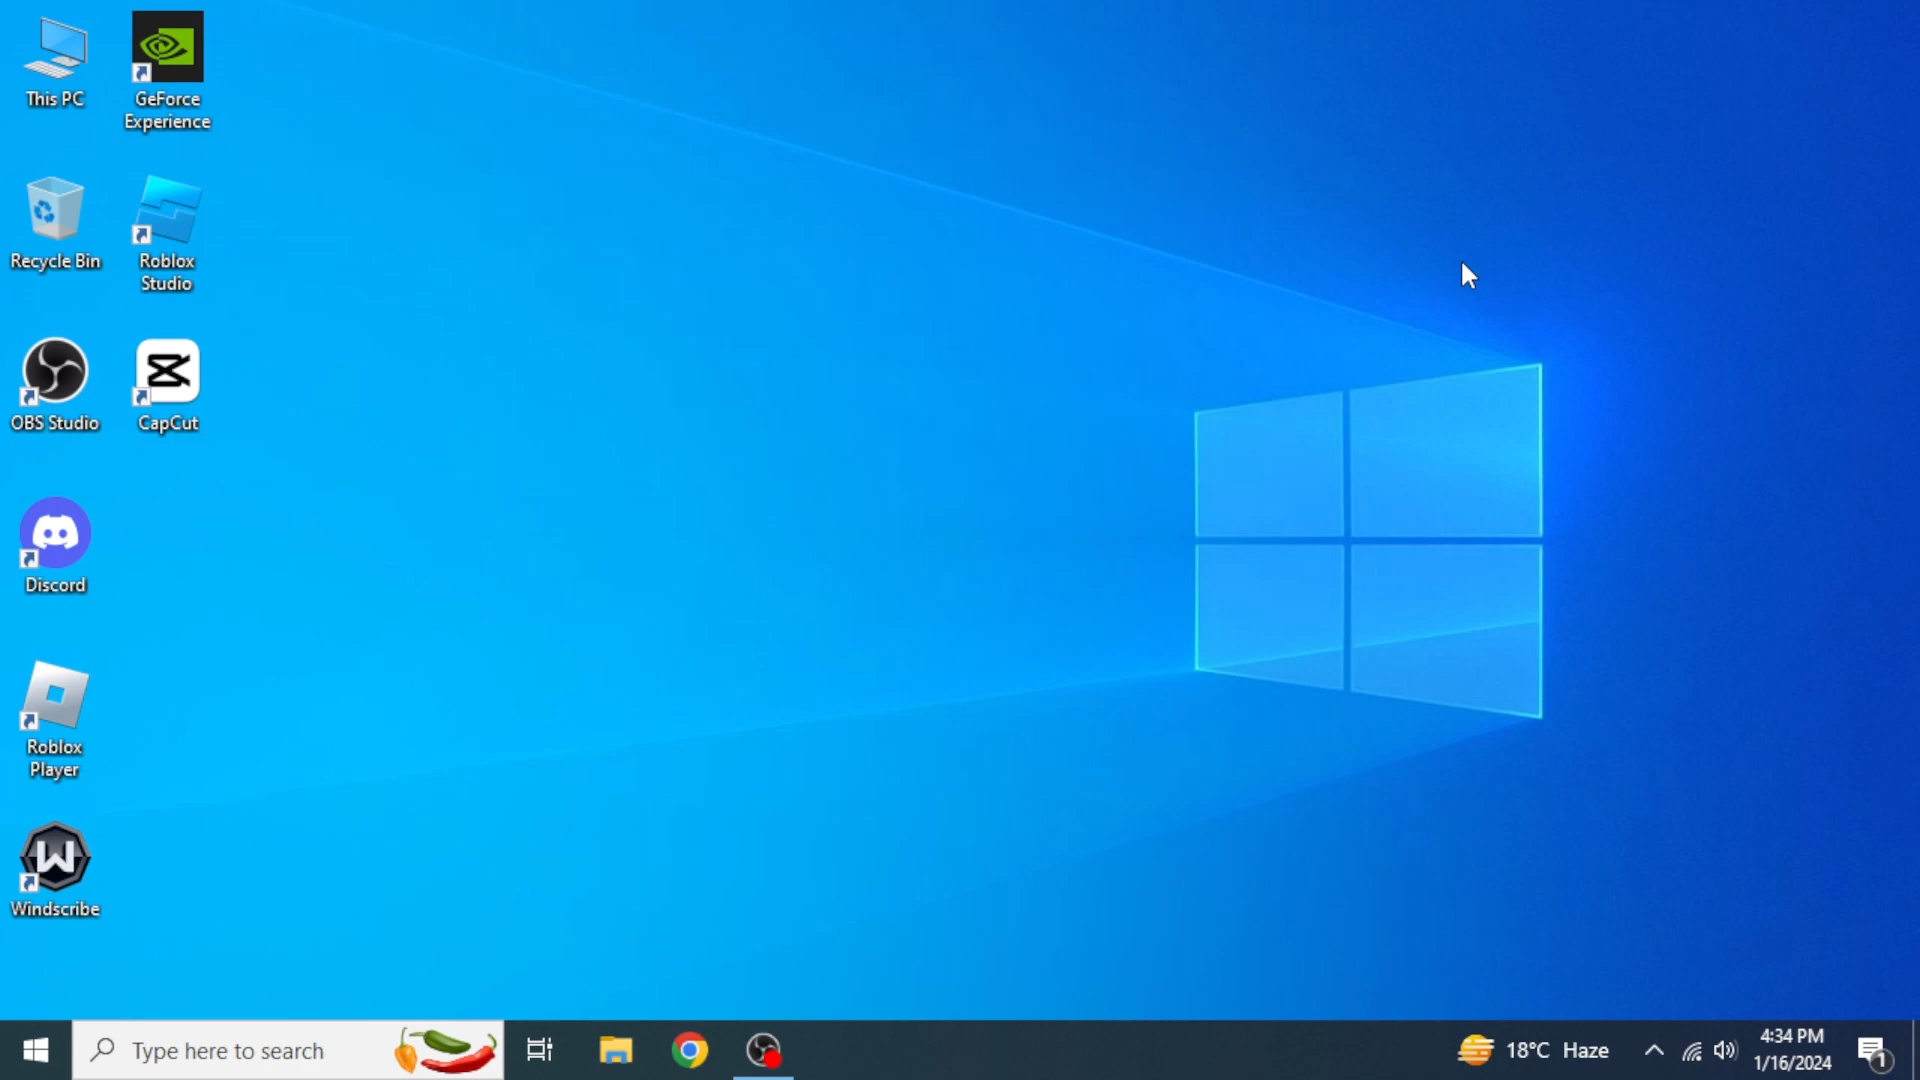 This PC
GeForce
Experience
Recycle Bin
Roblox
Studio
OBS Studio
CapCut
Discord
Roblox
Player
Windscribe
Type here to search
18°C Haze
4:34 PM
1/16/2024
1